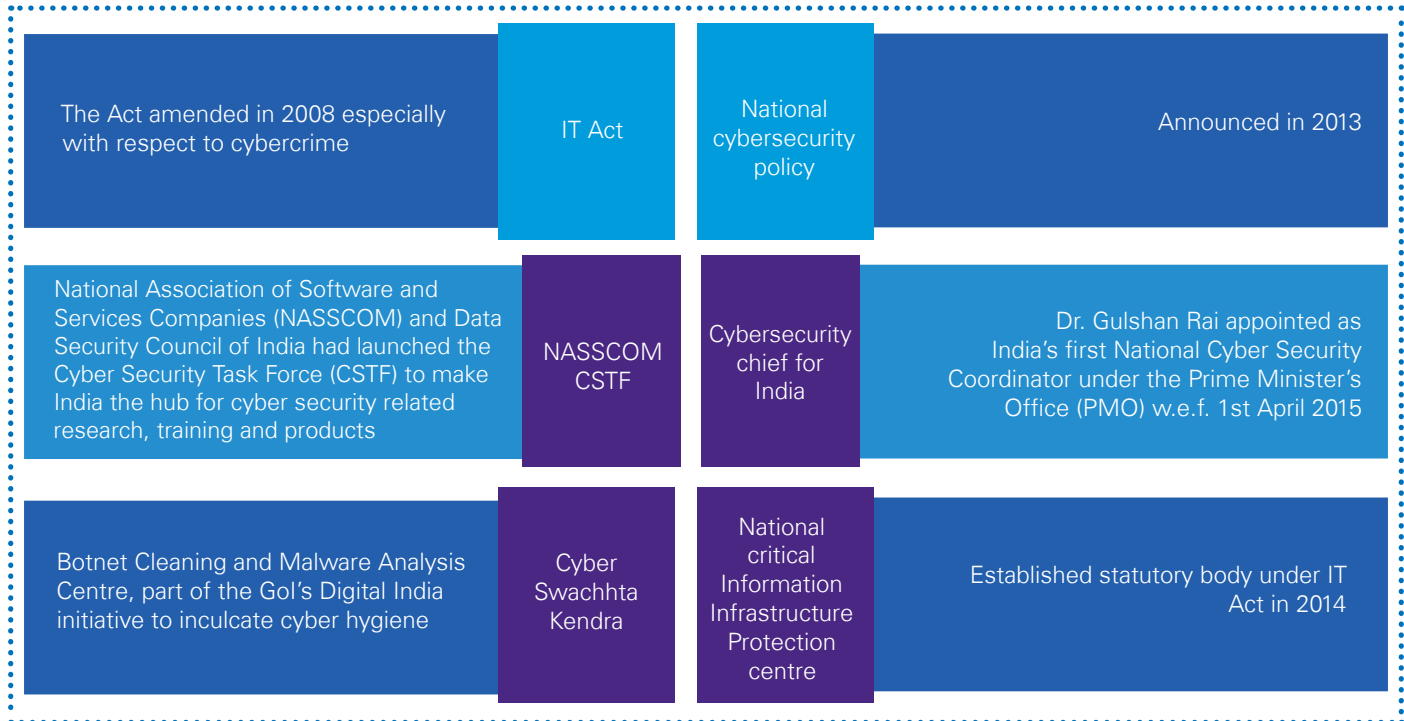 The Act amended in 2008 especially
with respect to cybercrime
IT Act
National
cybersecurity
policy
Announced in 2013
National Association of Software and
Services Companies (NASSCOM) and Data
Security Council of India had launched the
Cyber Security Task Force (CSTF) to make
India the hub for cyber security related
research, training and products
NASSCOM
CSTF
Cybersecurity
chief for
India
Dr. Gulshan Rai appointed as
India's first National Cyber Security
Coordinator under the Prime Minister's
Office (PMO) w.e.f. 1st April 2015
Botnet Cleaning and Malware Analysis
Centre, part of the GoI's Digital India
initiative to inculcate cyber hygiene
Cyber
Swachhta
Kendra
National
critical
Information
Infrastructure
Protection
centre
Established statutory body under IT
Act in 2014